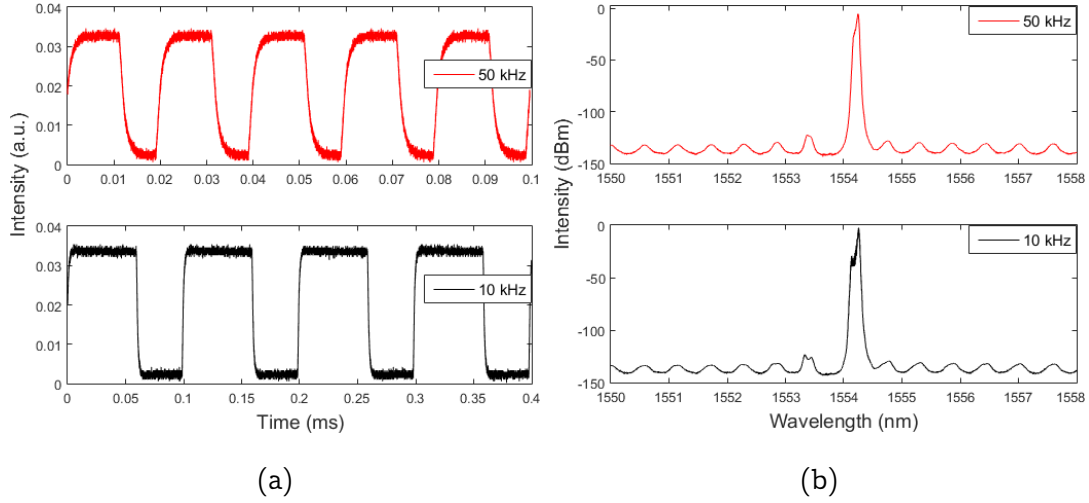 0.04
0.03
0.02
0.01
0
50 kHz
0 0.01 0.02 0.03 0.04 0.05 0.06 0.07 0.08 0.09 0.1
0.04
0.03
0.02
0.01
0
10 kHz
0 0.05 0.1 0.15 0.2 0.25 0.3 0.35 0.4
Intensity (a.u.)
Time (ms)
(a)
0
-50
-100
-150
50 kHz
1550 1551 1552 1553 1554 1555 1556 1557 1558
0
-50
-100
-150
10 kHz
1550 1551 1552 1553 1554 1555 1556 1557 1558
Intensity (dBm)
Wavelength (nm)
(b)